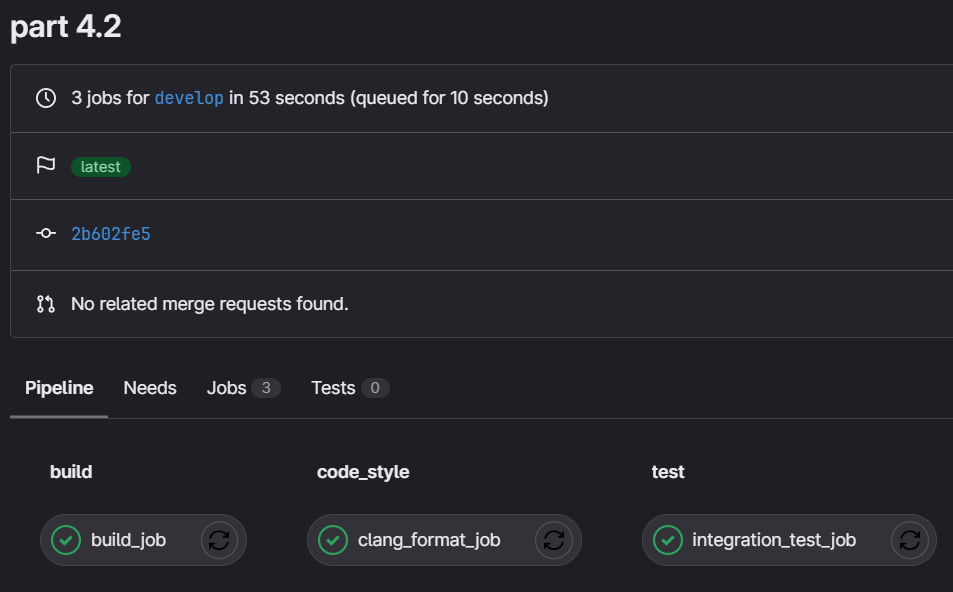 part 4.2
3 jobs for develop in 53 seconds (queued for 10 seconds)
latest
2b602fe5
No related merge requests found.
Pipeline Needs Jobs 3 Tests 0
build code_style test
build_job clang_format_job integration_test_job